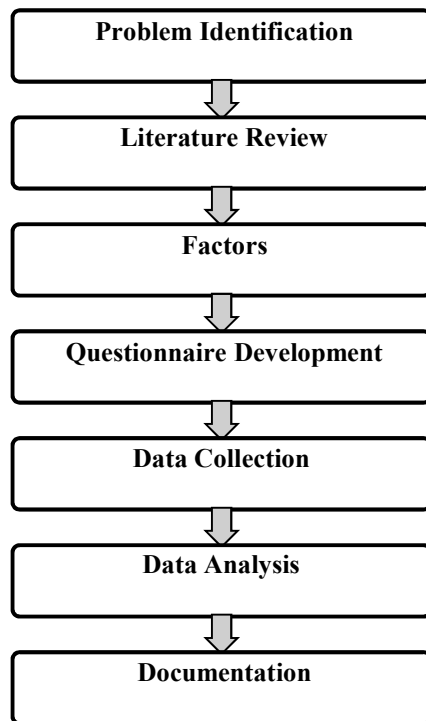 Problem Identification
Literature Review
Factors
Questionnaire Development
Data Collection
Data Analysis
Documentation